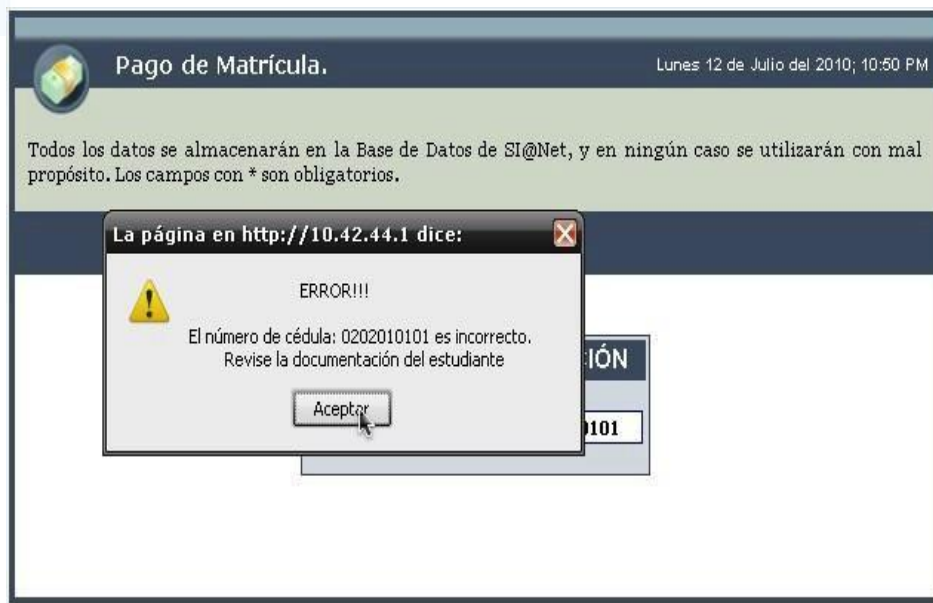 Pago de Matrícula.
Lunes 12 de Julio del 2010; 10:50 PM
Todos los datos se almacenarán en la Base de Datos de SI@Net, y en ningún caso se utilizarán con mal
propósito. Los campos con * son obligatorios.
La página en http://10.42.44.1 dice:
ERROR!!!
El número de cédula: 0202010101 es incorrecto.
Revise la documentación del estudiante
Aceptar
IÓN
0101